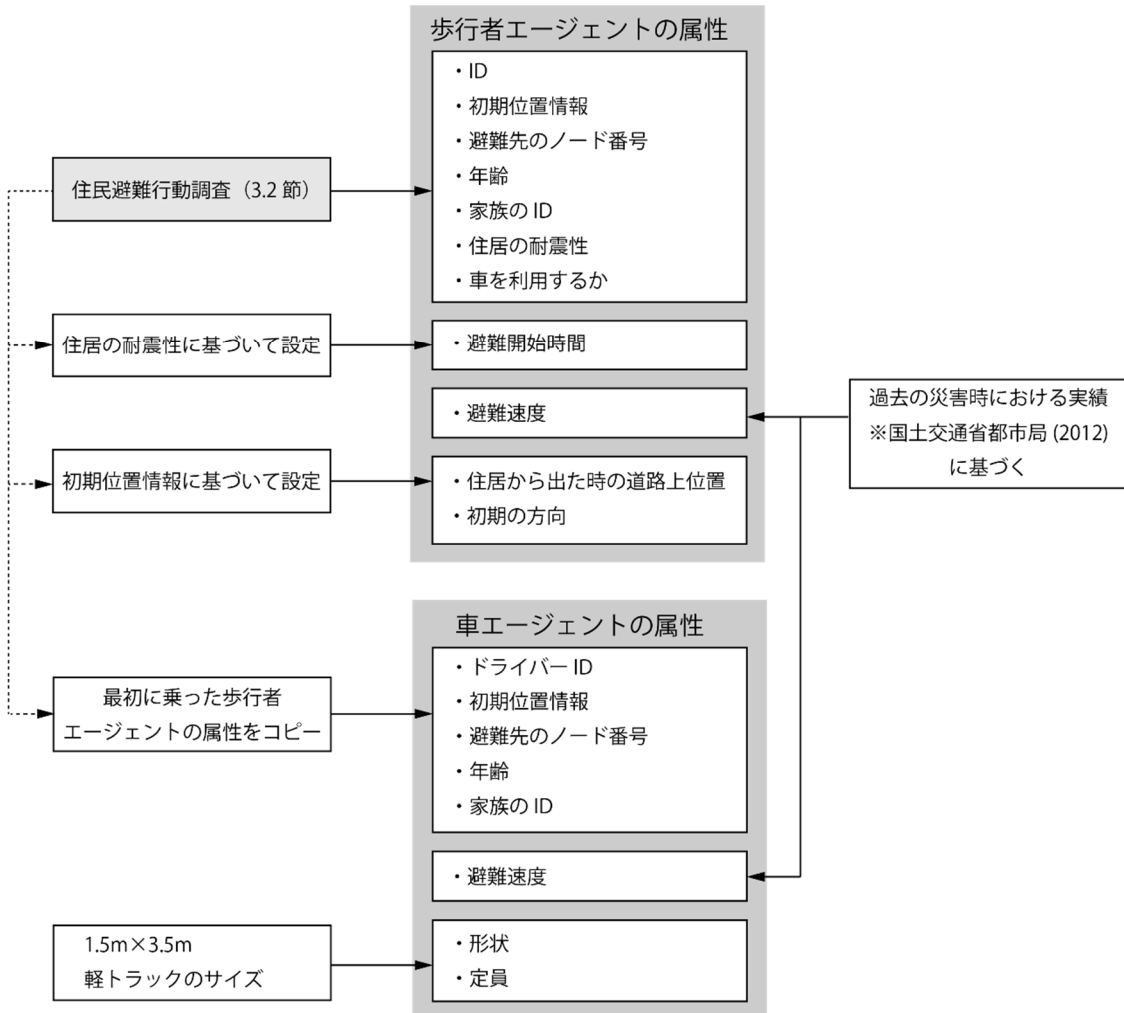 歩行者エージェントの属性
・ID
・初期位置情報
・避難先のノード番号
・年齢
・家族の ID
・住居の耐震性
・車を利用するか
住民避難行動調査（3.2 節）
住居の耐震性に基づいて設定
・避難開始時間
・避難速度
過去の災害時における実績
※国土交通省都市局 (2012)
に基づく
初期位置情報に基づいて設定
・住居から出た時の道路上位置
・初期の方向
車エージェントの属性
・ドライバー ID
・初期位置情報
・避難先のノード番号
・年齢
・家族の ID
最初に乗った歩行者
エージェントの属性をコピー
・避難速度
1.5m×3.5m
軽トラックのサイズ
・形状
・定員